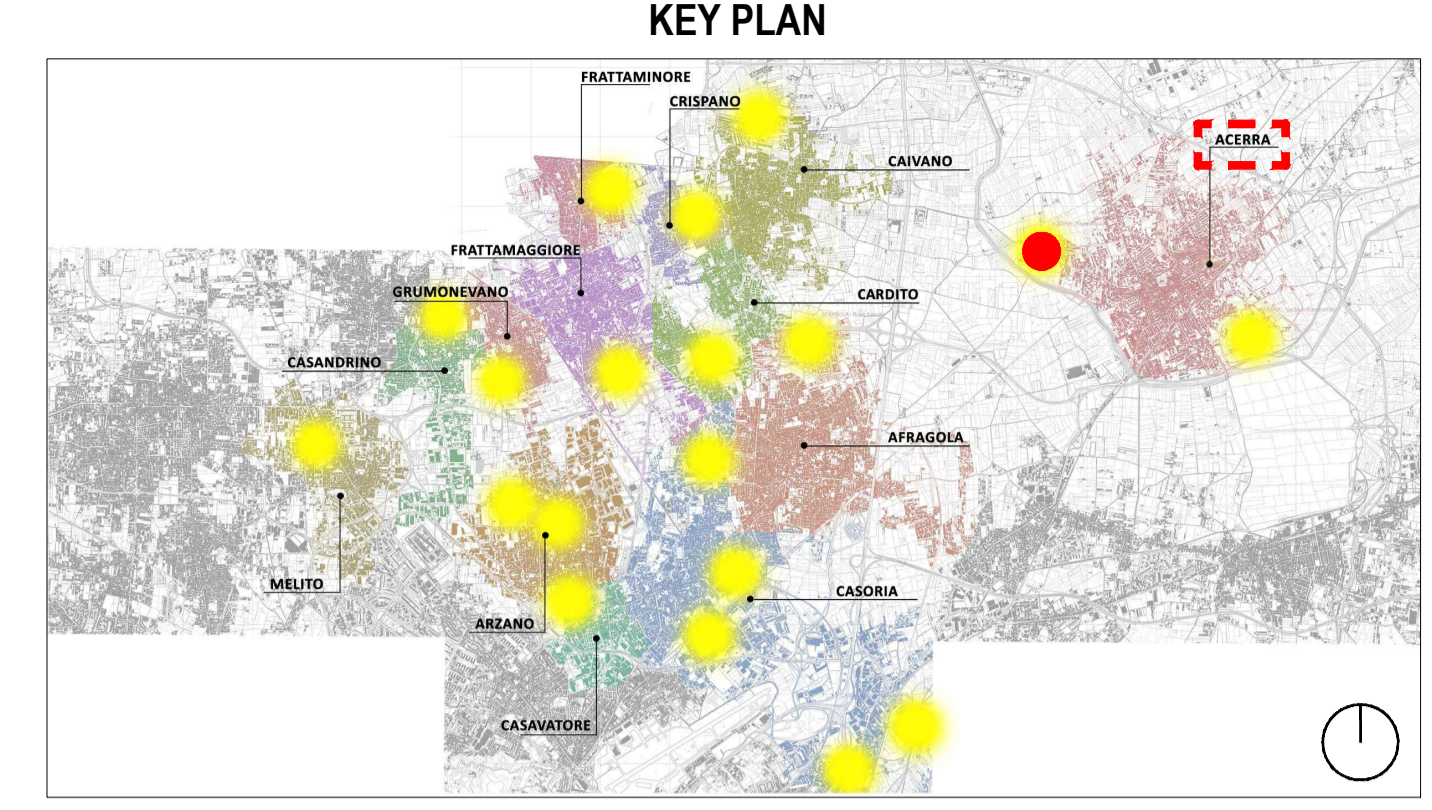 KEY PLAN
FRATTAMINORE
CRISPANO
ACERRA
CAIVANO
FRATTAMAGGIORE
GRUMONEVANO
CARDITO
CASANDRINO
AFRAGOLA
MELITO
CASORIA
ARZANO
CASAVATORE